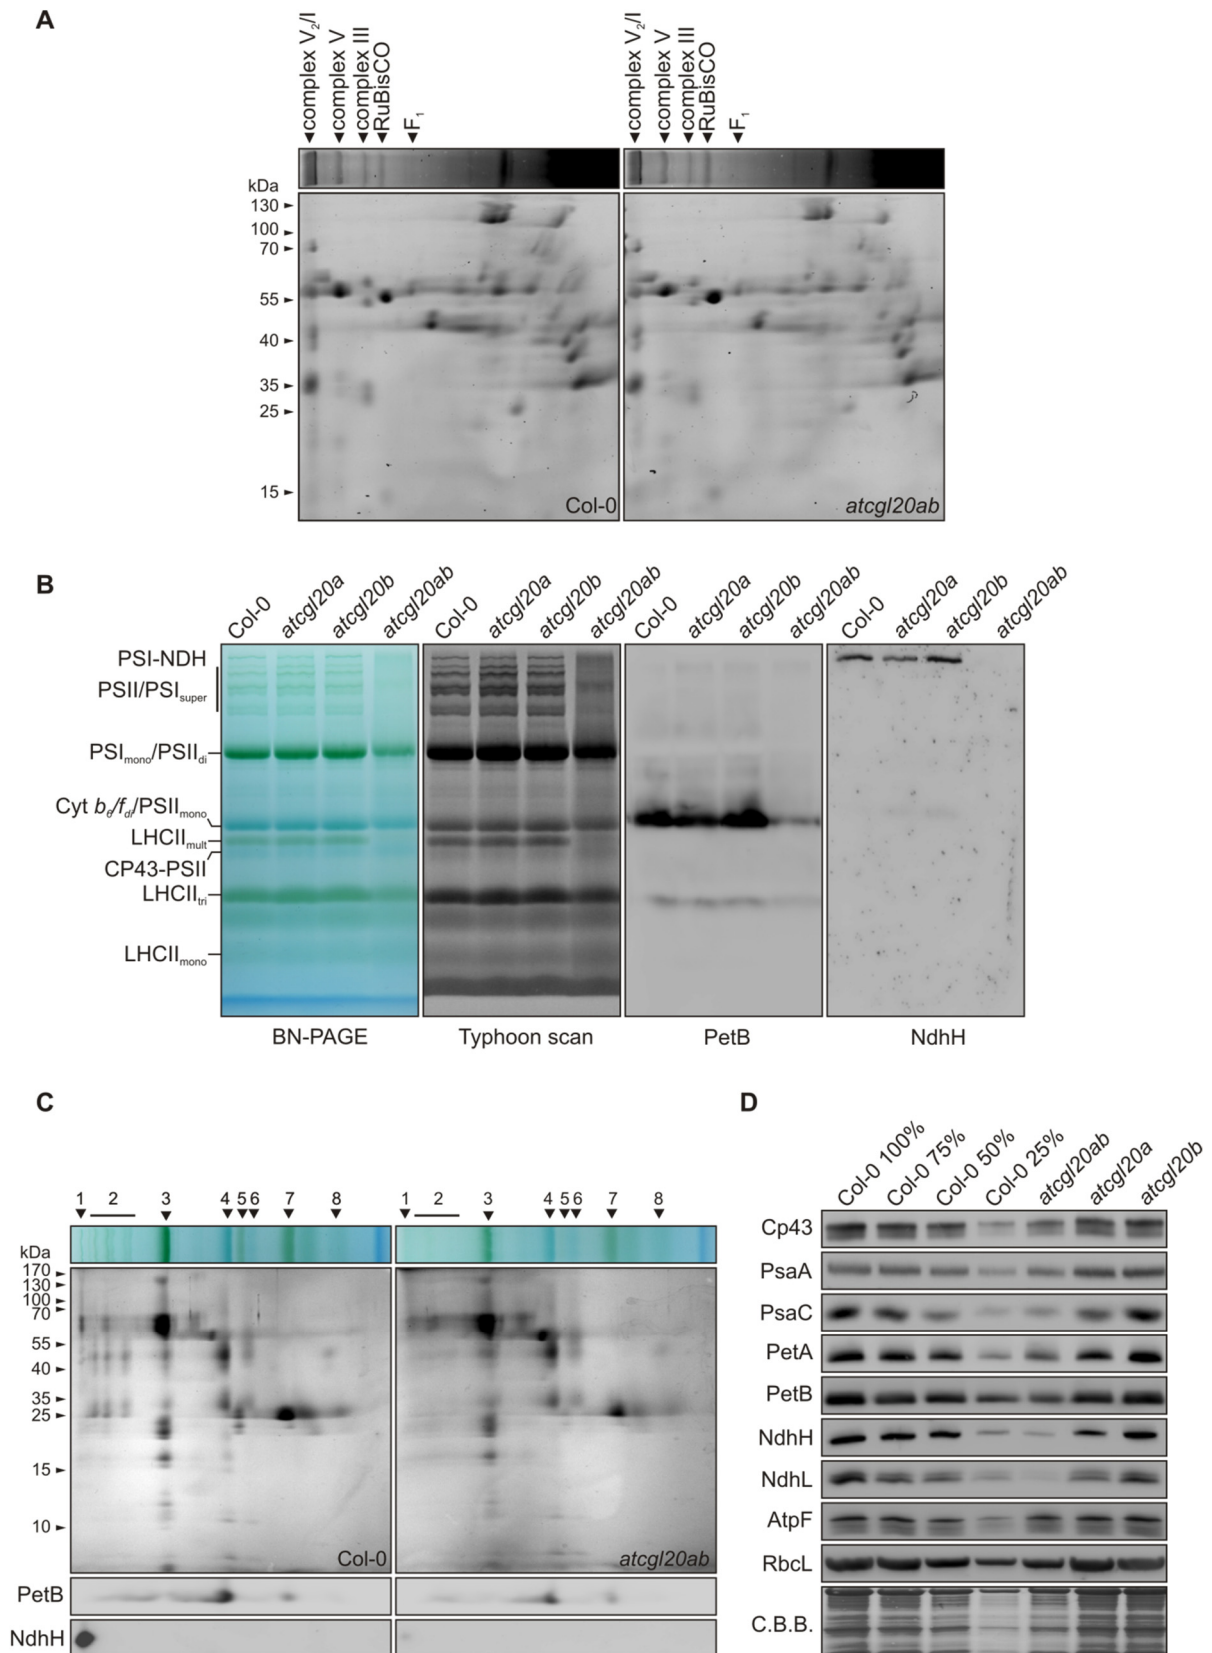 A
complex V₂/I
complex V
complex III
RuBisCO
F₁
complex V₂/I
complex V
complex III
RuBisCO
F₁
kDa
130
100
70
55
40
35
25
15
Col-0
atcgl20ab
B
Col-0 atcgl20a atcgl20b atcgl20ab
Col-0 atcgl20a atcgl20b atcgl20ab
Col-0 atcgl20a atcgl20b atcgl20ab
Col-0 atcgl20a atcgl20b atcgl20ab
PSI-NDH
PSII/PSIsuper
PSImono/PSIIdi
Cyt b₆/fdi/PSIImono
LHCIImult
CP43-PSII
LHCIItri
LHCIImono
BN-PAGE Typhoon scan PetB NdhH
C
1 2 3 4 5 6 7 8
1 2 3 4 5 6 7 8
kDa
170
130
100
70
55
40
35
25
15
10
Col-0
atcgl20ab
PetB
NdhH
D
Col-0 100% Col-0 75% Col-0 50% Col-0 25% atcgl20ab atcgl20a atcgl20b
Cp43
PsaA
PsaC
PetA
PetB
NdhH
NdhL
AtpF
RbcL
C.B.B.